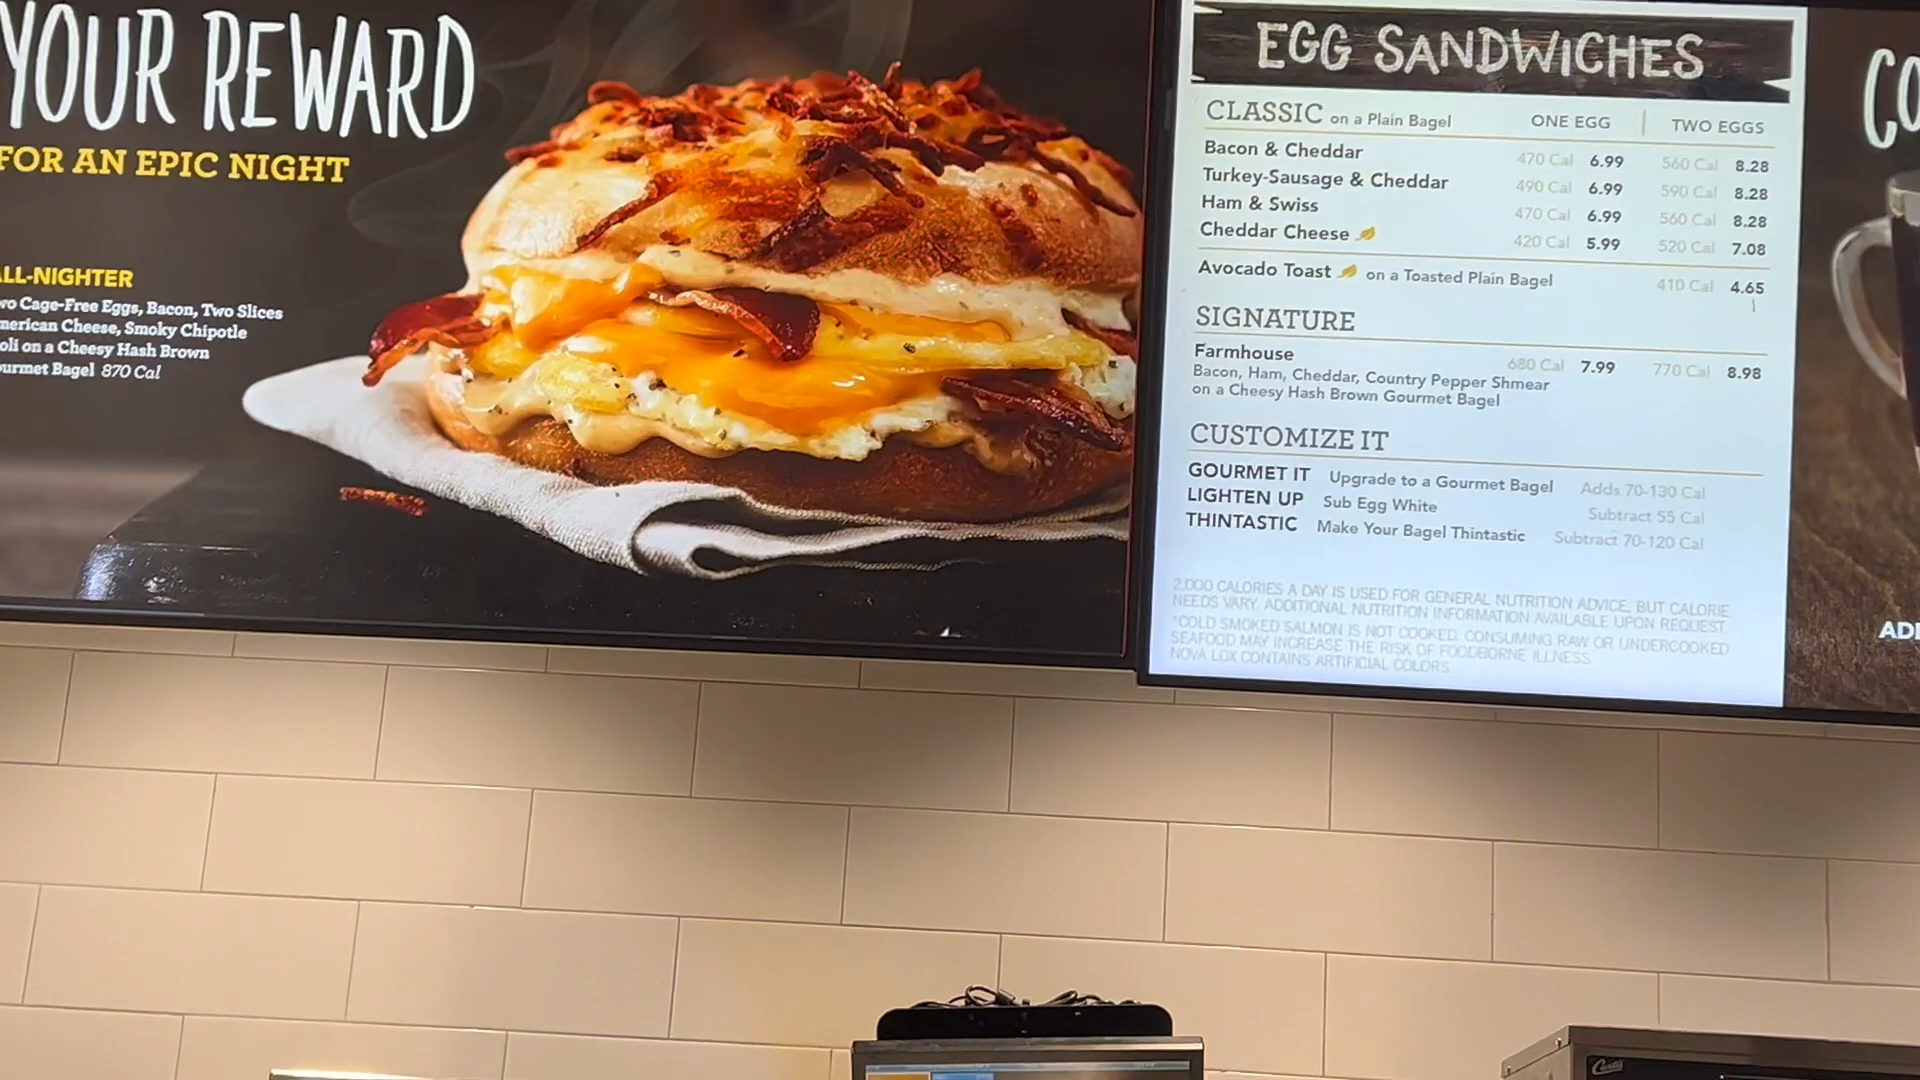 YOUR REWARD
FOR AN EPIC NIGHT
ALL-NIGHTER
Two Cage-Free Eggs, Bacon, Two Slices
American Cheese, Smoky Chipotle
on a Cheesy Hash Brown
Gourmet Bagel 870 Cal
EGG SANDWICHES
CLASSIC on a Plain Bagel ONE EGG TWO EGGS
Bacon & Cheddar 470 Cal 6.99 560 Cal 8.28
Turkey-Sausage & Cheddar 490 Cal 6.99 590 Cal 8.28
Ham & Swiss 470 Cal 6.99 560 Cal 8.28
Cheddar Cheese 420 Cal 5.99 520 Cal 7.08
Avocado Toast on a Toasted Plain Bagel 410 Cal 4.65
SIGNATURE
Farmhouse 680 Cal 7.99 770 Cal 8.98
Bacon, Ham, Cheddar, Country Pepper Shmear
on a Cheesy Hash Brown Gourmet Bagel
CUSTOMIZE IT
GOURMET IT Upgrade to a Gourmet Bagel Adds 70-130 Cal
LIGHTEN UP Sub Egg White Subtract 55 Cal
THINTASTIC Make Your Bagel Thintastic Subtract 70-120 Cal
2,000 CALORIES A DAY IS USED FOR GENERAL NUTRITION ADVICE, BUT CALORIE
NEEDS VARY. ADDITIONAL NUTRITION INFORMATION AVAILABLE UPON REQUEST.
*COLD SMOKED SALMON IS NOT COOKED. CONSUMING RAW OR UNDERCOOKED
SEAFOOD MAY INCREASE THE RISK OF FOODBORNE ILLNESS.
NOVA LOX CONTAINS ARTIFICIAL COLORS.
CO
AD
Curtis